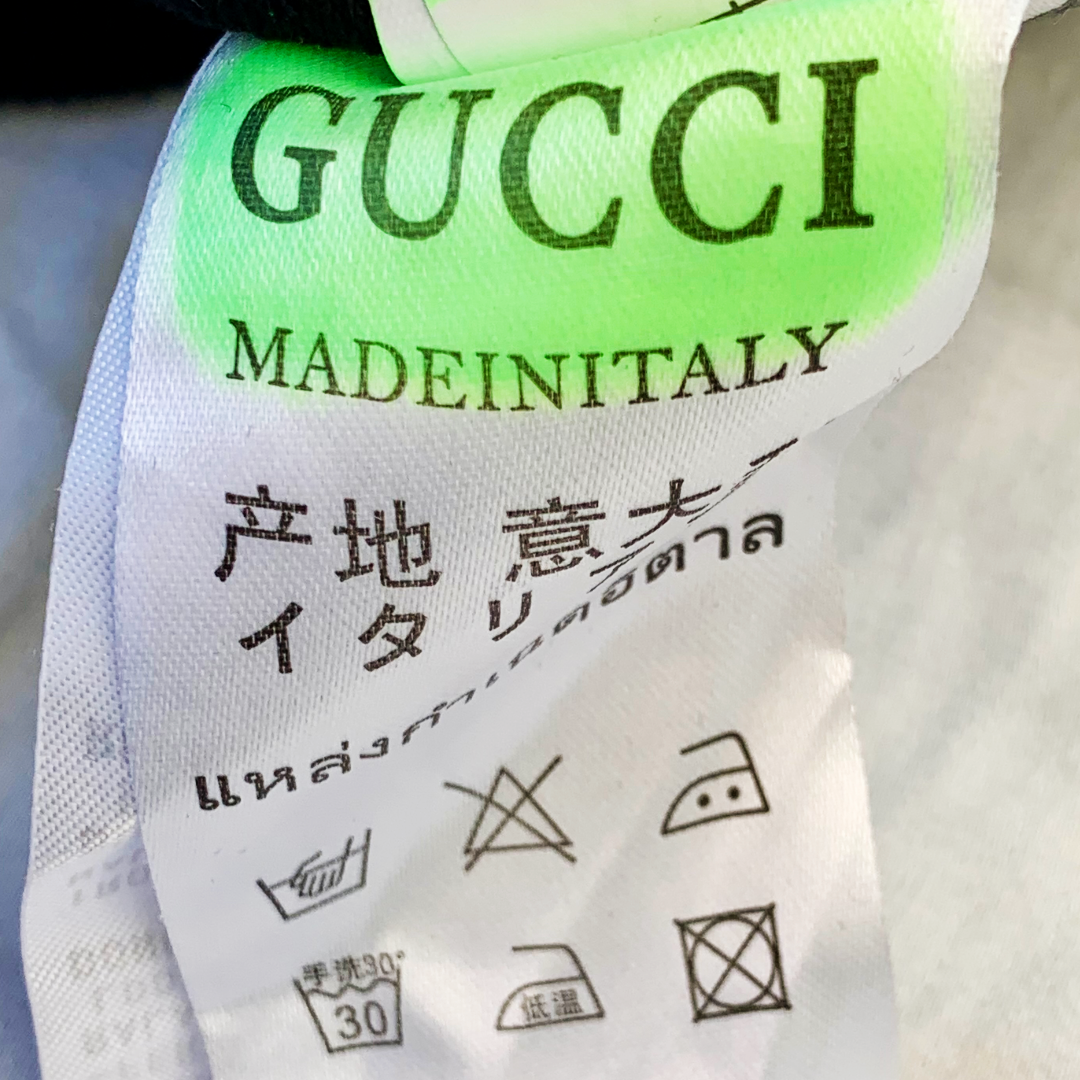 GUCCI
MADEINITALY
产地 意大
イタリ
แหล่งกำเนิดอิตาล
手洗30°
30
低温